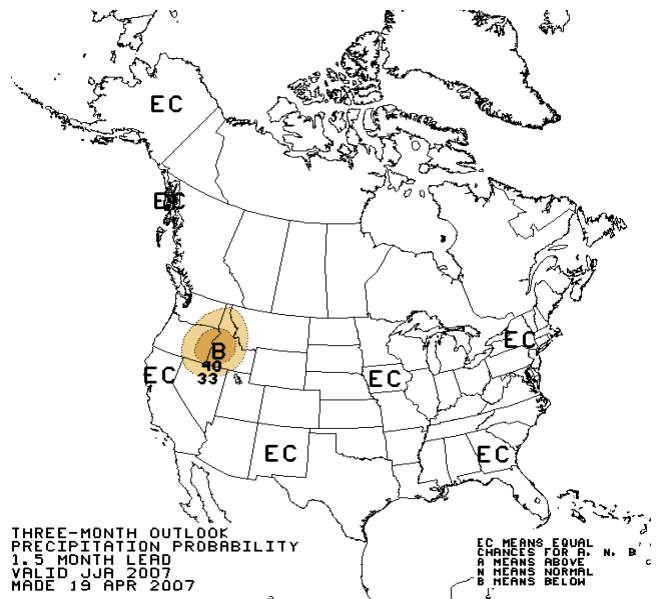 EC
EC
B
40
33
EC
EC
EC
EC
EC
THREE-MONTH OUTLOOK
PRECIPITATION PROBABILITY
1.5 MONTH LEAD
VALID JJA 2007
MADE 19 APR 2007
EC MEANS EQUAL
CHANCES FOR A, N, B
A MEANS ABOVE
N MEANS NORMAL
B MEANS BELOW